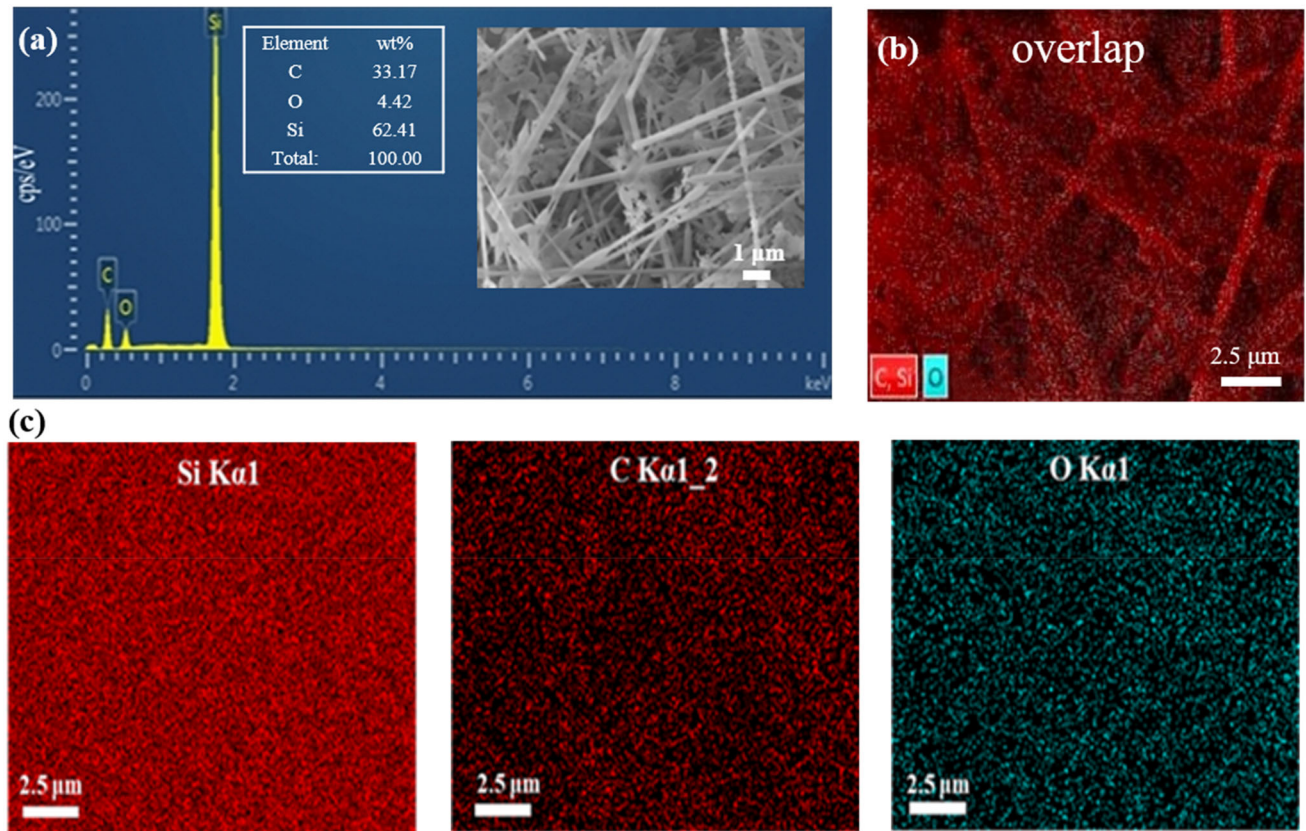 (a)
Si
Element wt%
C 33.17
O 4.42
Si 62.41
Total: 100.00
200
100
0
cps/eV
C
O
0 2 4 6 8 keV
1 μm
(b)
overlap
C, Si O
2.5 μm
(c)
Si Kα1
2.5 μm
C Kα1_2
2.5 μm
O Kα1
2.5 μm